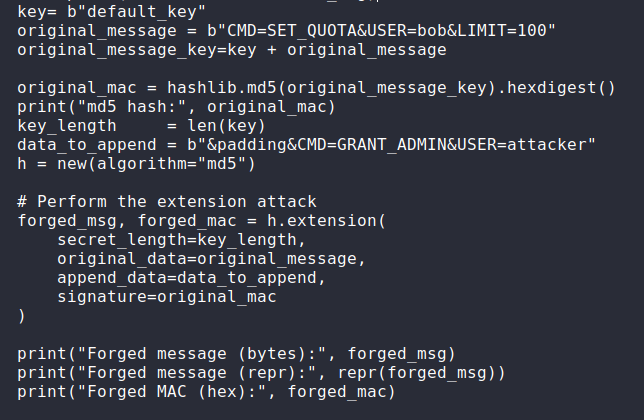 key= b"default_key"
original_message = b"CMD=SET_QUOTA&USER=bob&LIMIT=100"
original_message_key=key + original_message

original_mac = hashlib.md5(original_message_key).hexdigest()
print("md5 hash:", original_mac)
key_length     = len(key)
data_to_append = b"&padding&CMD=GRANT_ADMIN&USER=attacker"
h = new(algorithm="md5")

# Perform the extension attack
forged_msg, forged_mac = h.extension(
    secret_length=key_length,
    original_data=original_message,
    append_data=data_to_append,
    signature=original_mac
)

print("Forged message (bytes):", forged_msg)
print("Forged message (repr):", repr(forged_msg))
print("Forged MAC (hex):", forged_mac)